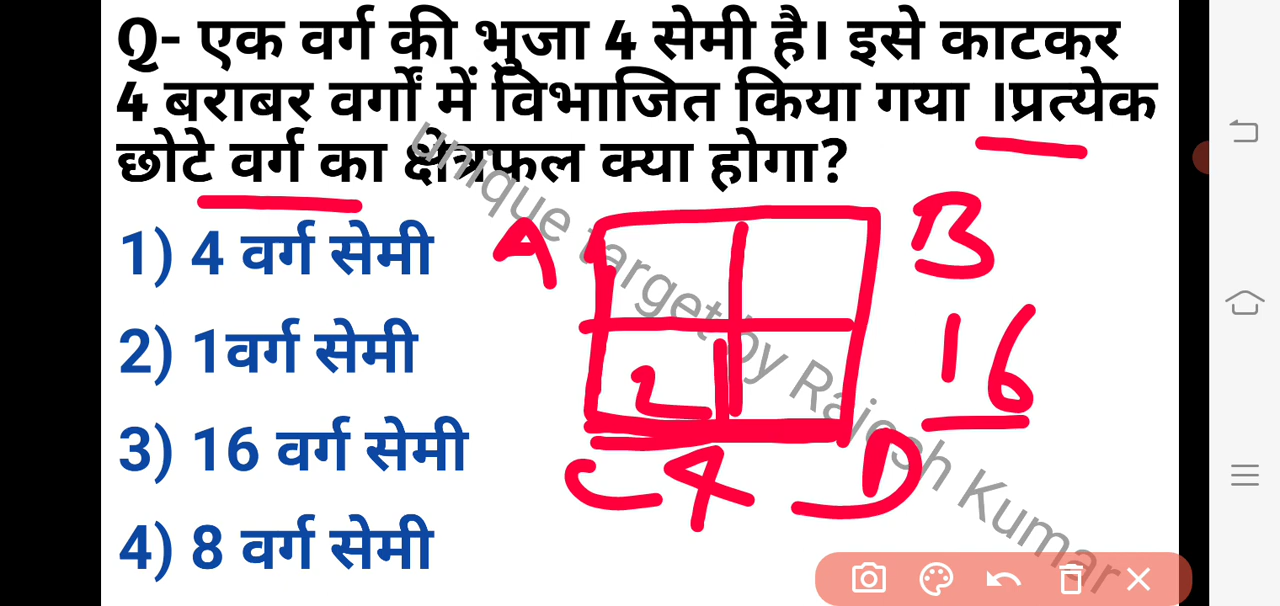 Q- एक वर्ग की भुजा 4 सेमी है। इसे काटकर
4 बराबर वर्गों में विभाजित किया गया ।प्रत्येक
छोटे वर्ग का क्षेत्रफल क्या होगा?
1) 4 वर्ग सेमी
2) 1वर्ग सेमी
3) 16 वर्ग सेमी
4) 8 वर्ग सेमी
unique target by Rajesh Kumar
A
B
16
2
C
4
D